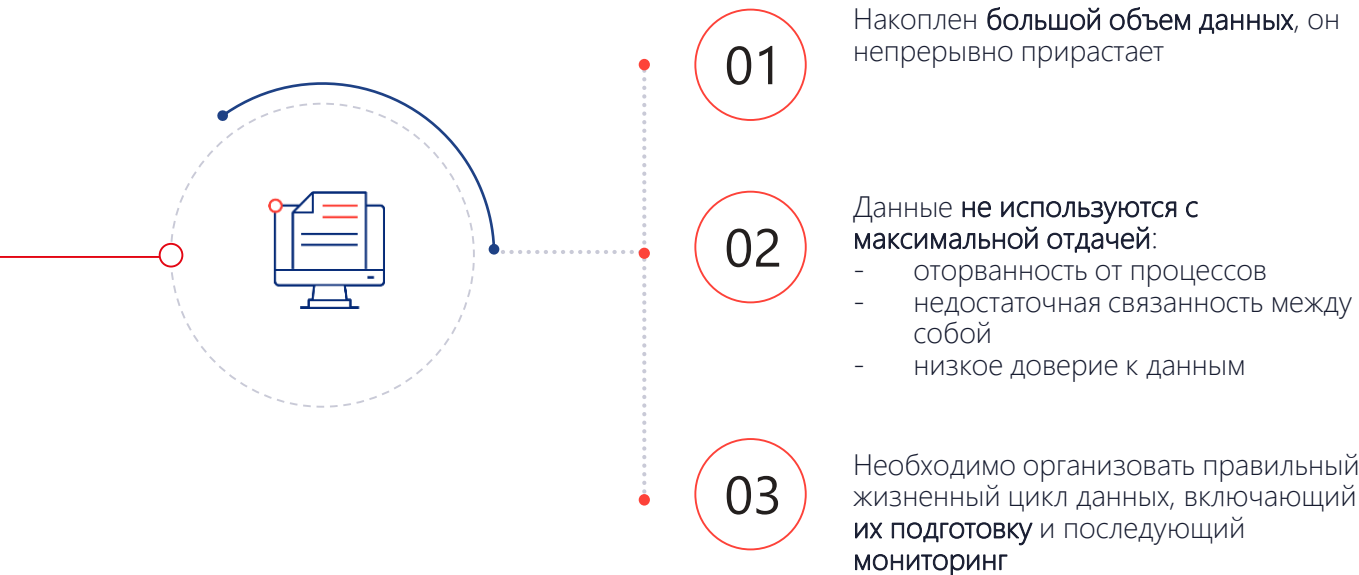 01
Накоплен большой объем данных, он
непрерывно прирастает
02
Данные не используются с
максимальной отдачей:
- оторванность от процессов
- недостаточная связанность между
собой
- низкое доверие к данным
03
Необходимо организовать правильный
жизненный цикл данных, включающий
их подготовку и последующий
мониторинг